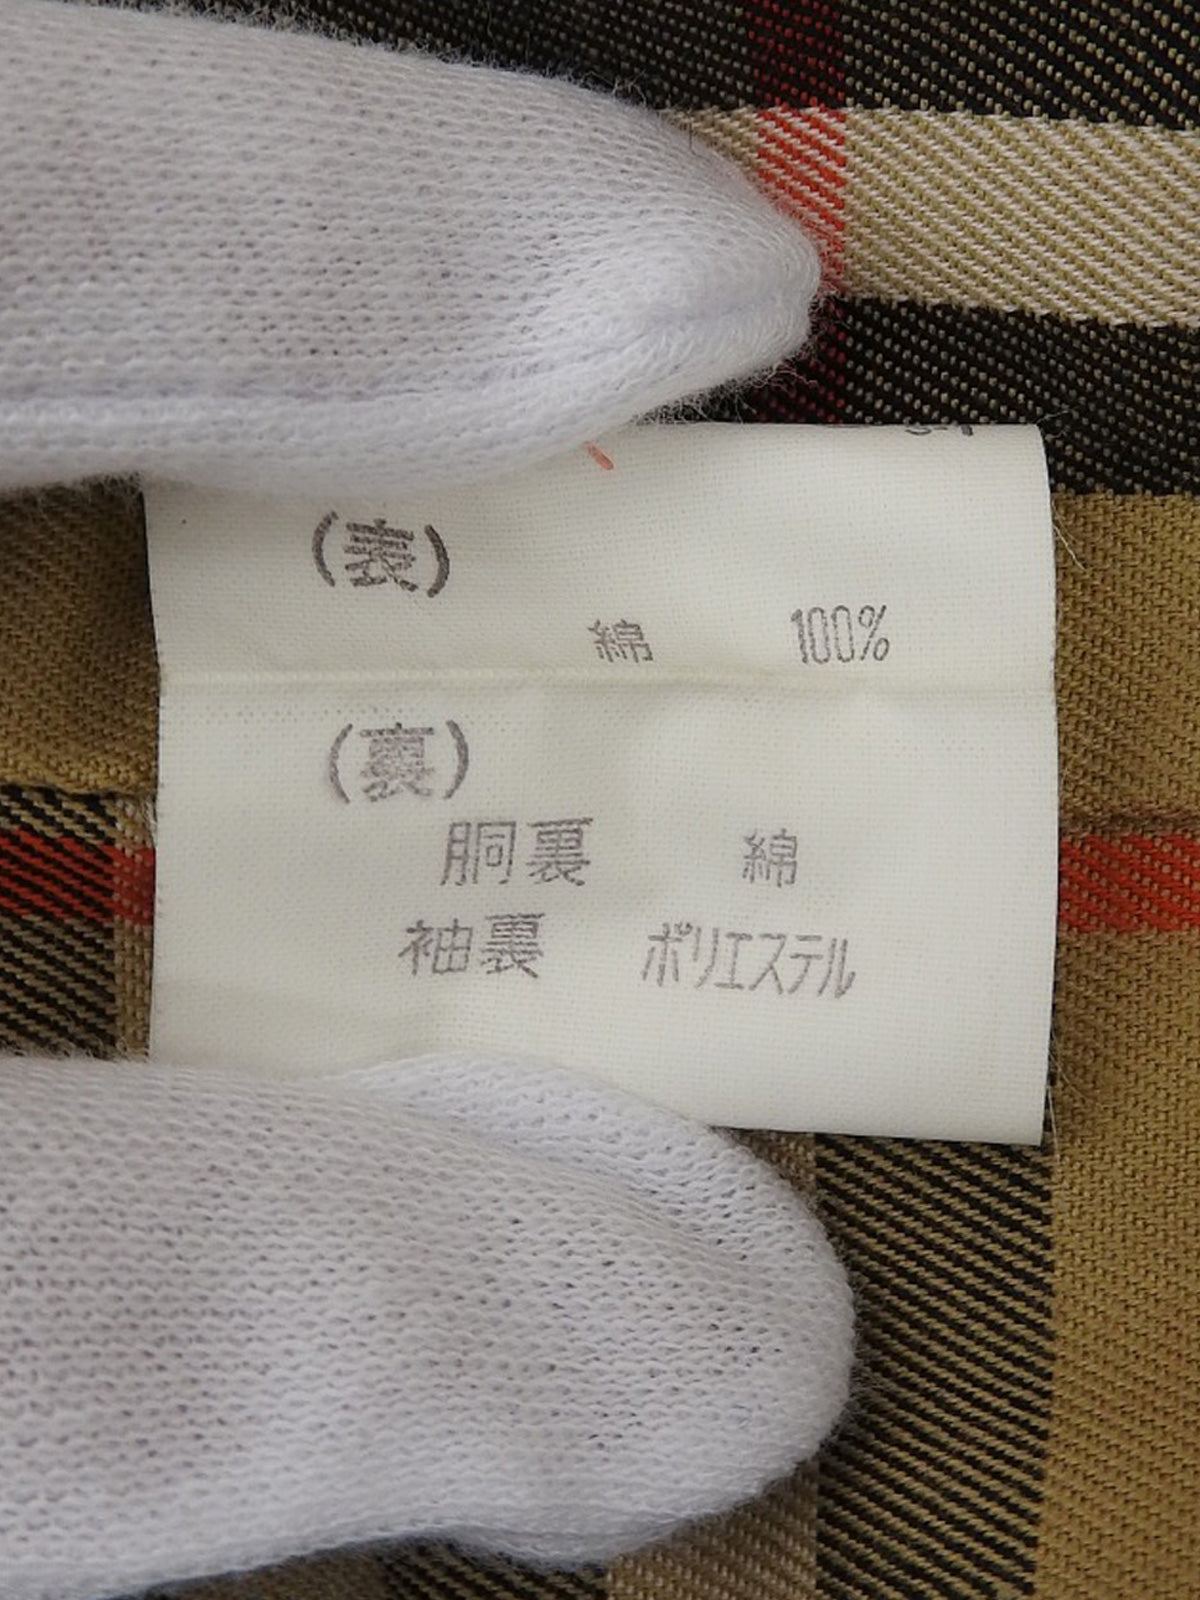 (表)
綿 100%
(裏)
胴裏 綿
袖裏 ポリエステル